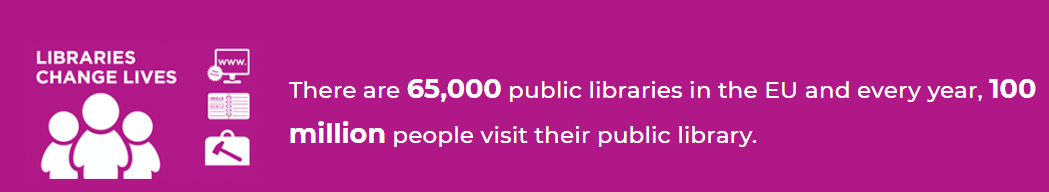 LIBRARIES
CHANGE LIVES
www.
SKILLS
There are 65,000 public libraries in the EU and every year, 100
million people visit their public library.